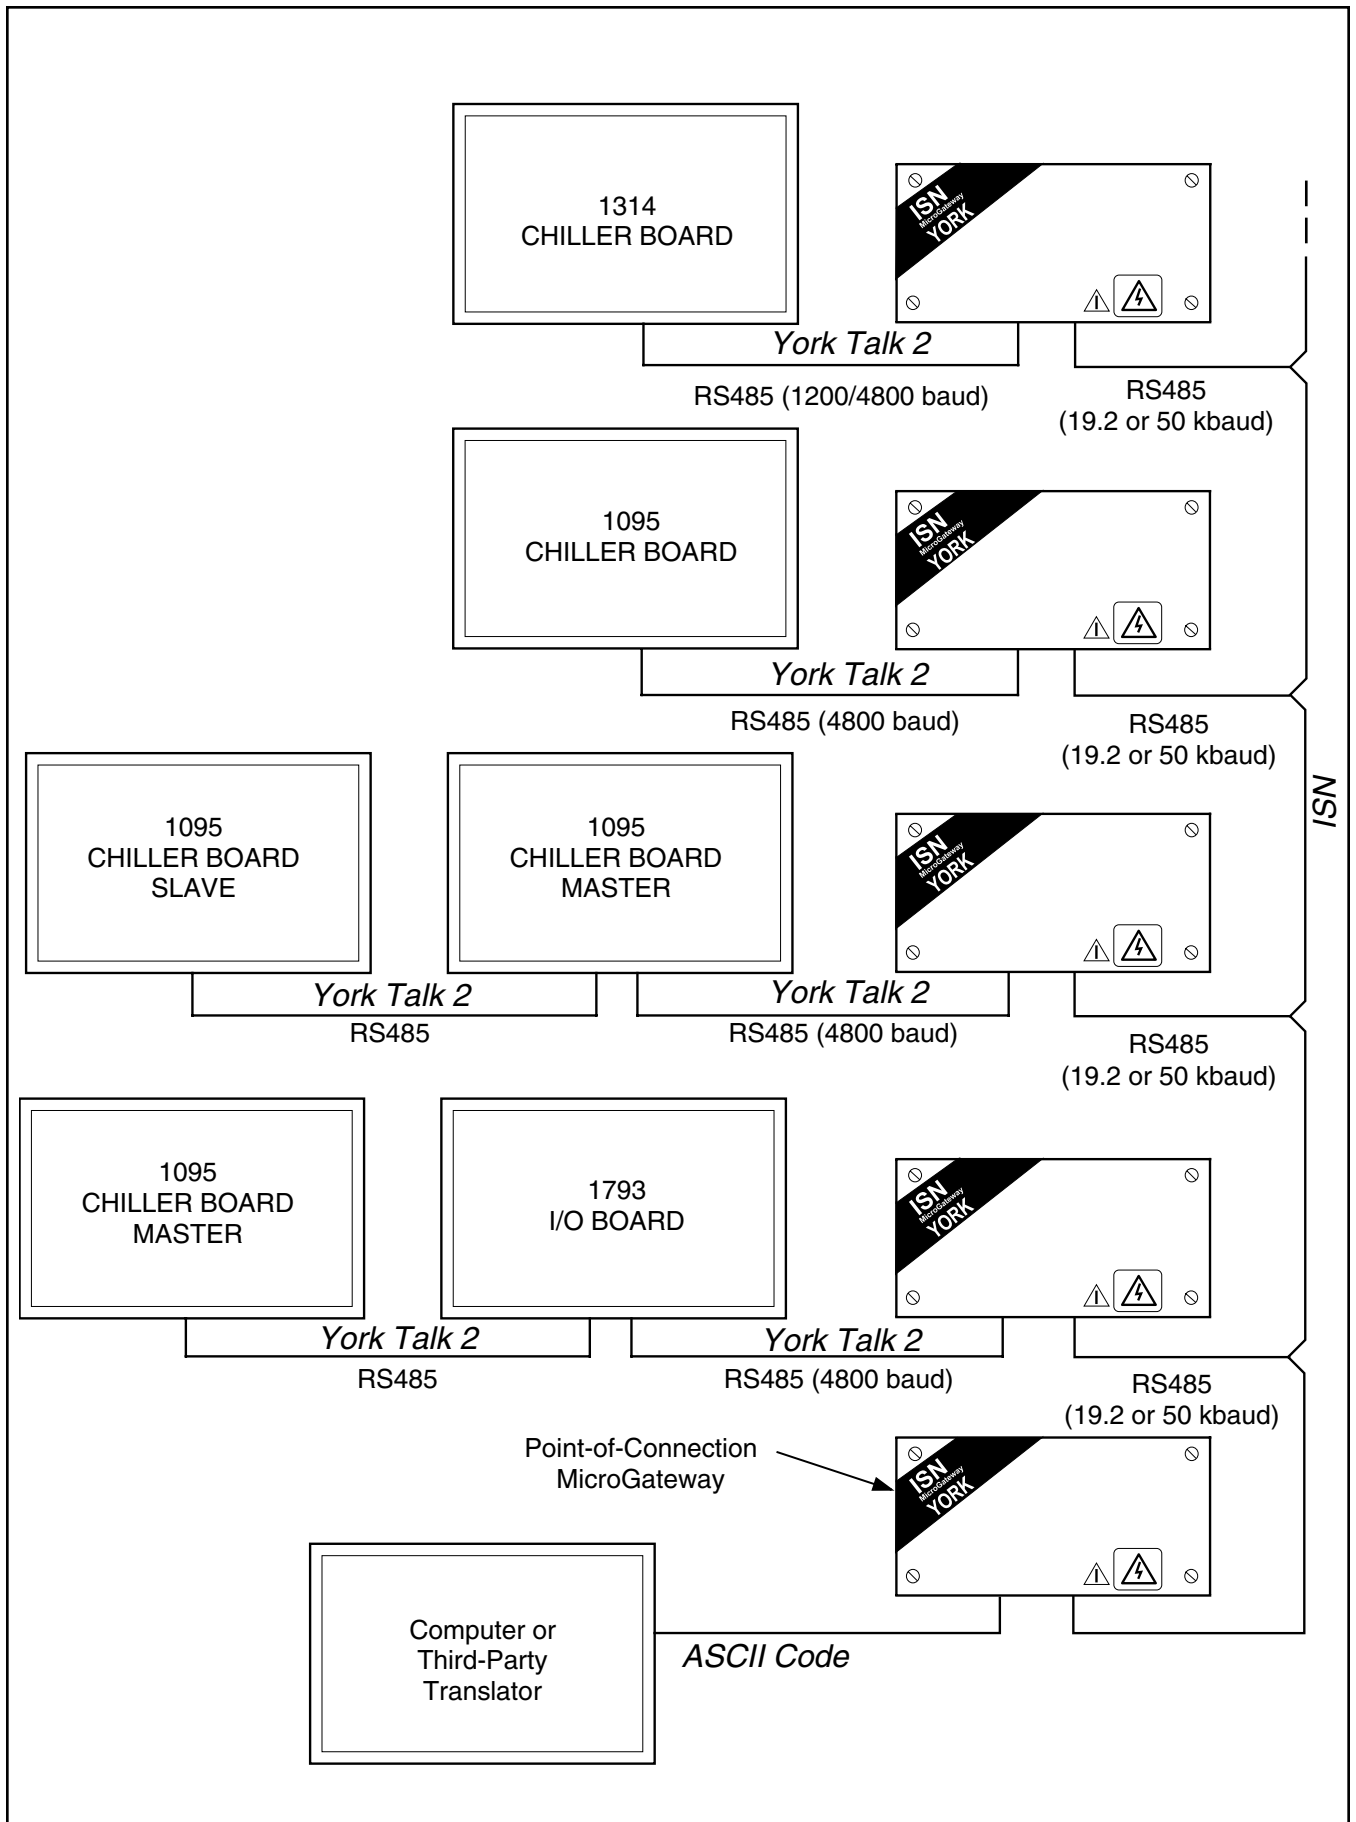 1314
CHILLER BOARD
ISN
MicroGateway
YORK
York Talk 2
RS485 (1200/4800 baud)
RS485
(19.2 or 50 kbaud)
1095
CHILLER BOARD
ISN
MicroGateway
YORK
York Talk 2
RS485 (4800 baud)
RS485
(19.2 or 50 kbaud)
ISN
1095
CHILLER BOARD
SLAVE
1095
CHILLER BOARD
MASTER
ISN
MicroGateway
YORK
York Talk 2
RS485
York Talk 2
RS485 (4800 baud)
RS485
(19.2 or 50 kbaud)
1095
CHILLER BOARD
MASTER
1793
I/O BOARD
ISN
MicroGateway
YORK
York Talk 2
RS485
York Talk 2
RS485 (4800 baud)
RS485
(19.2 or 50 kbaud)
Point-of-Connection
MicroGateway
ISN
MicroGateway
YORK
Computer or
Third-Party
Translator
ASCII Code